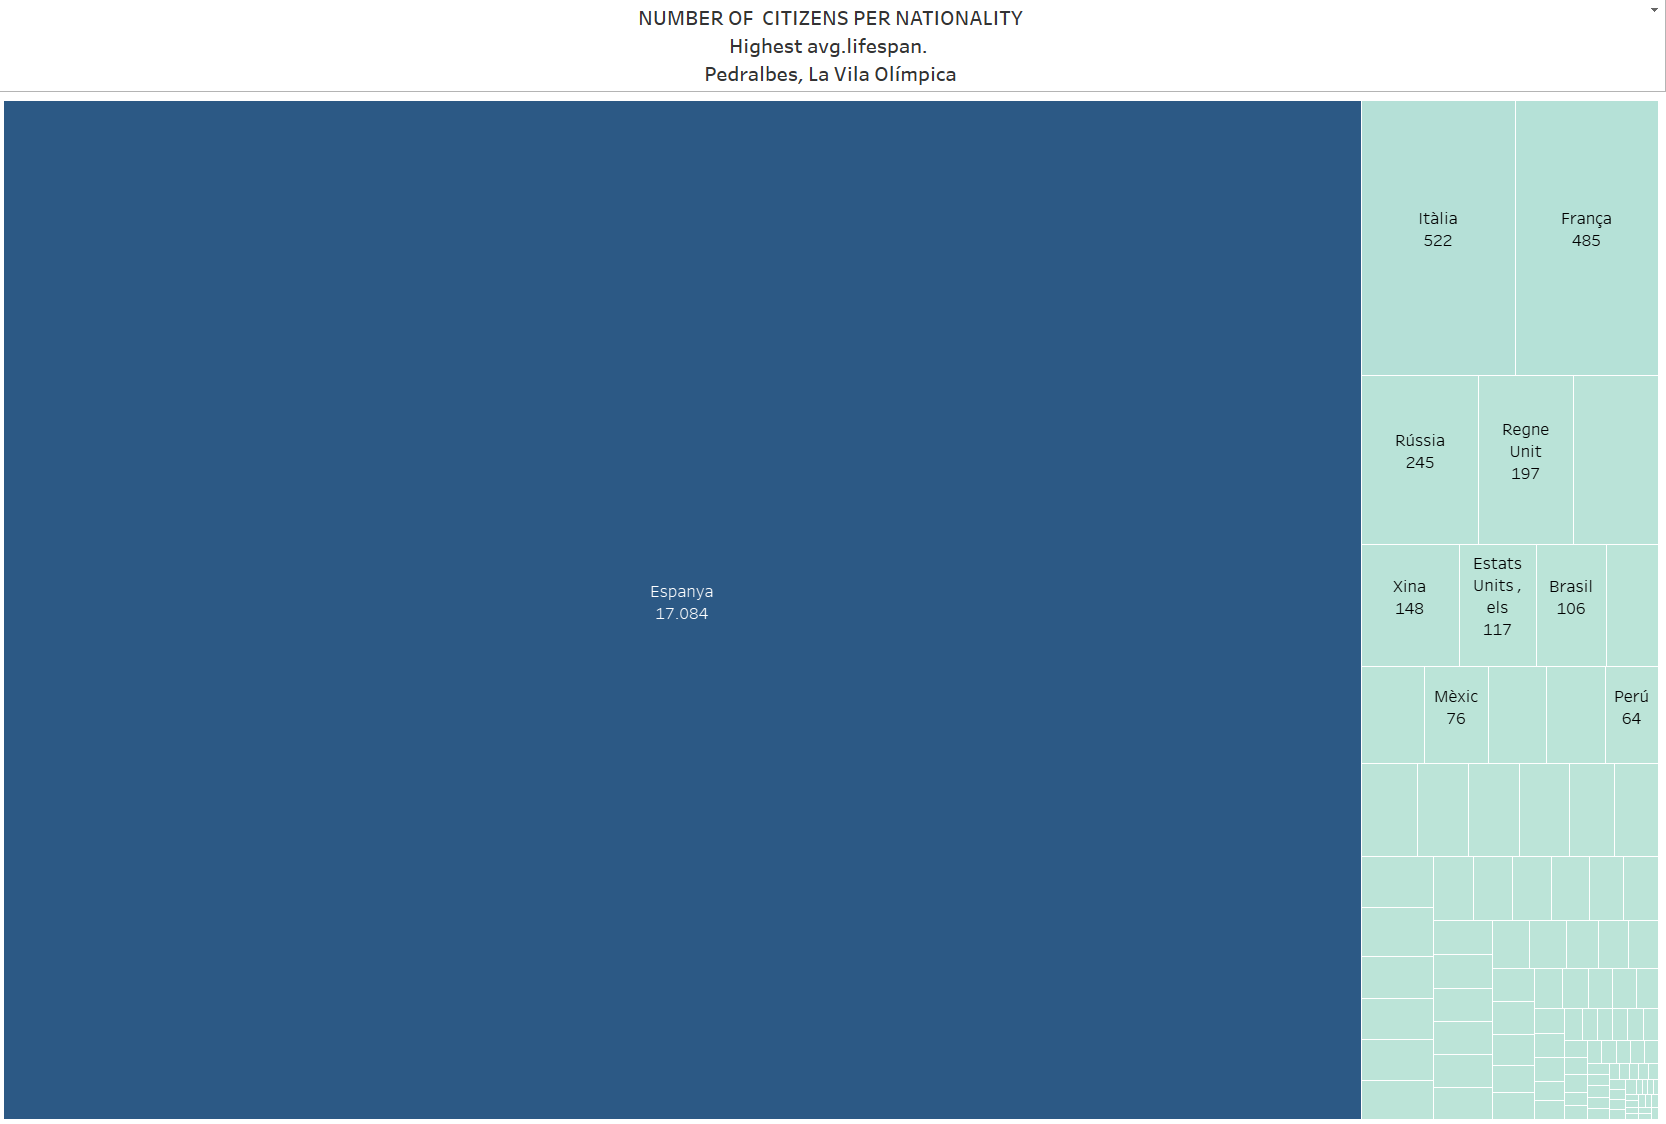 NUMBER OF  CITIZENS PER NATIONALITY
Highest avg.lifespan.
Pedralbes, La Vila Olímpica
Itàlia
522
França
485
Rússia
245
Regne
Unit
197
Espanya
17.084
Xina
148
Estats
Units ,
els
117
Brasil
106
Mèxic
76
Perú
64